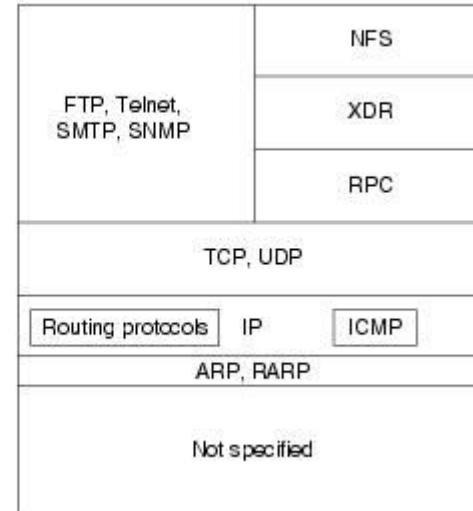 FTP, Telnet,
SMTP, SNMP
NFS
XDR
RPC
TCP, UDP
Routing protocols IP ICMP
ARP, RARP
Not specified